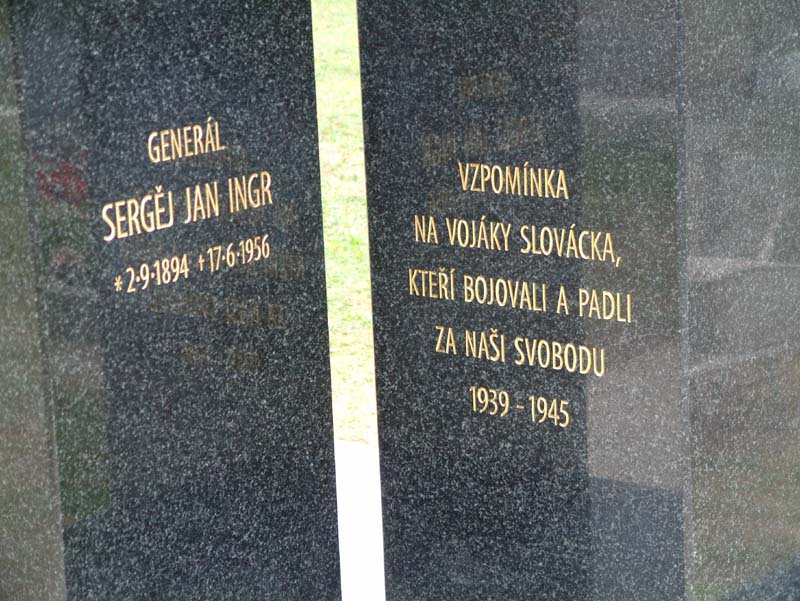 GENERÁL
SERGĚJ JAN INGR
*2·9·1894 +17·6·1956
VZPOMÍNKA
NA VOJÁKY SLOVÁCKA,
KTEŘÍ BOJOVALI A PADLI
ZA NAŠI SVOBODU
1939 - 1945